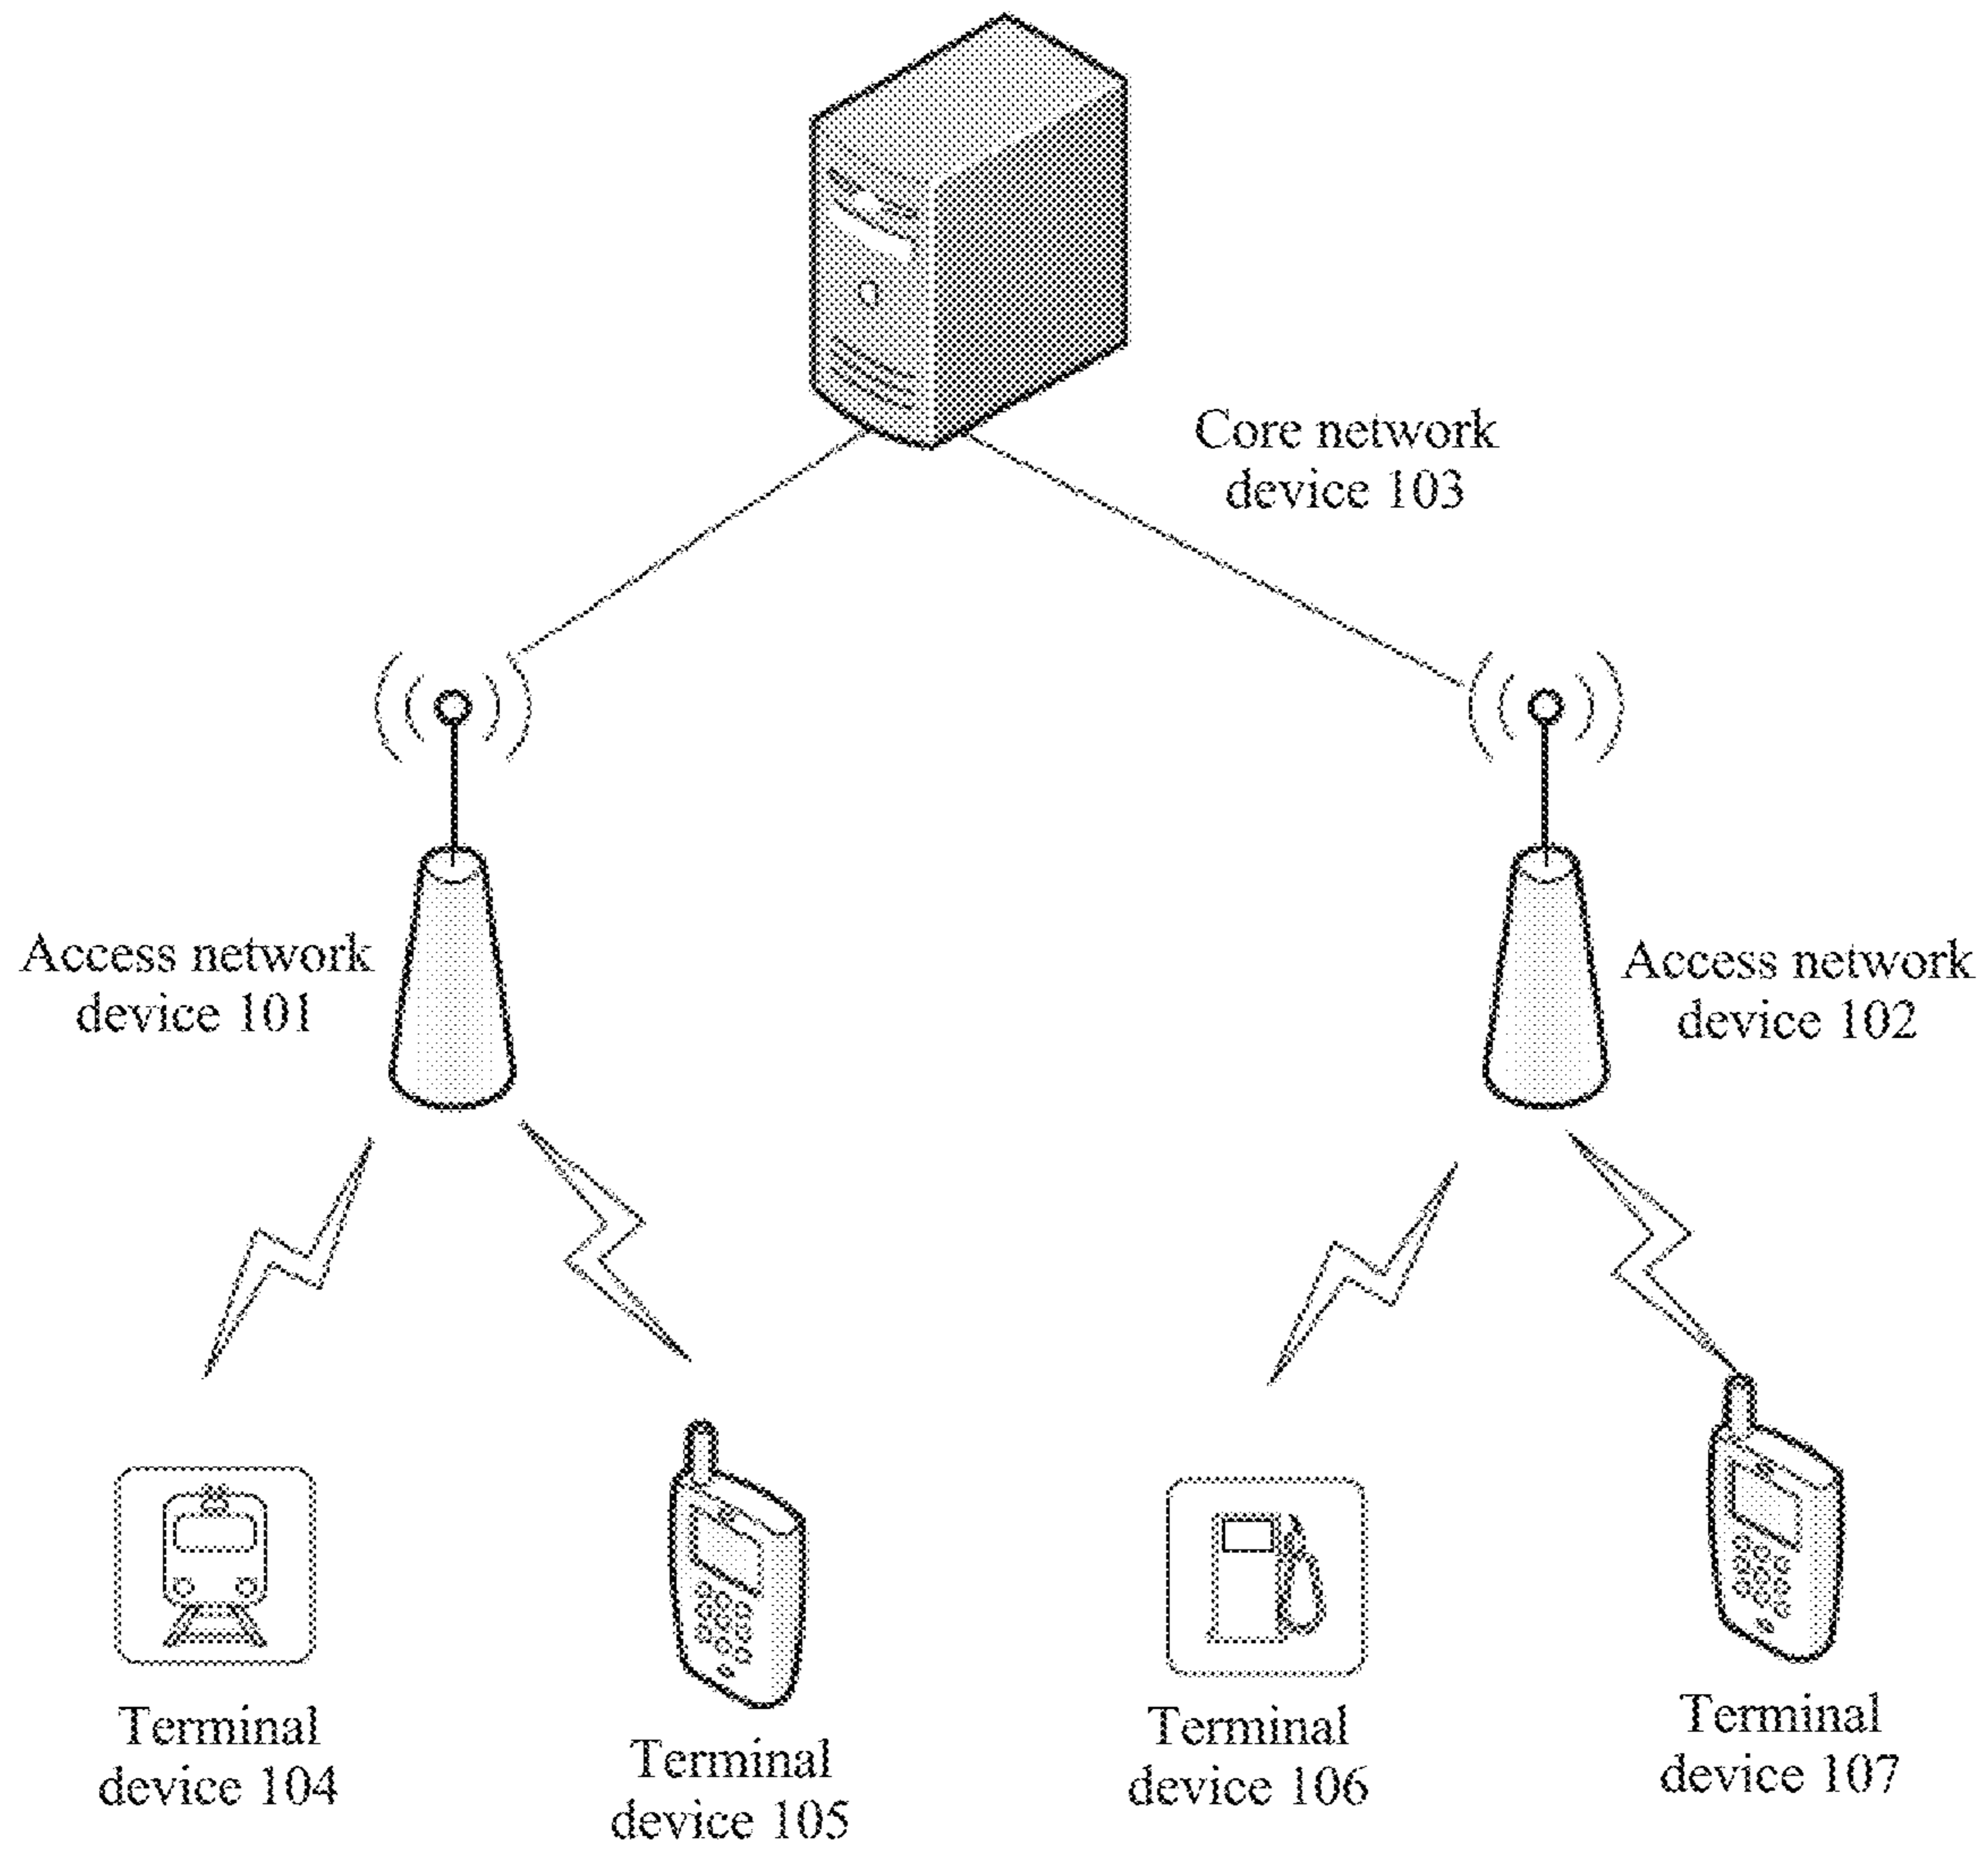 Core network
device 103
Access network
device 101
Access network
device 102
Terminal
device 104
Terminal
device 105
Terminal
device 106
Terminal
device 107